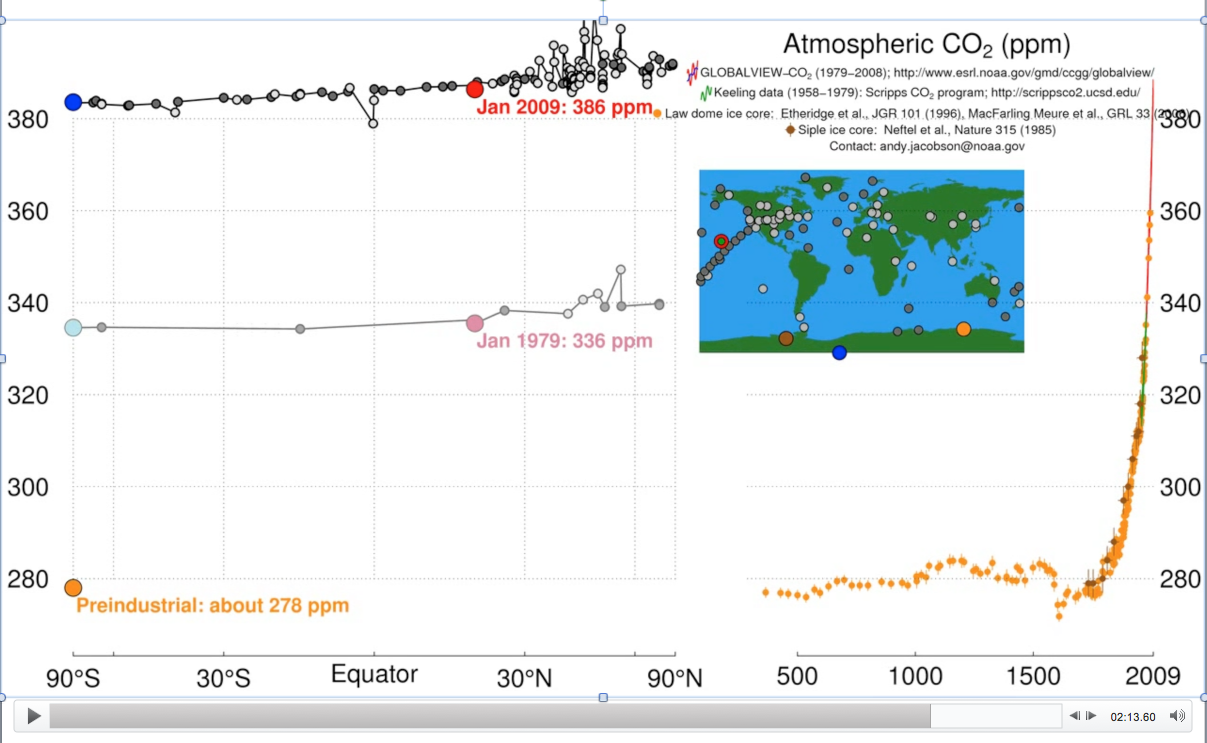 Atmospheric CO₂ (ppm)
GLOBALVIEW–CO₂ (1979–2008); http://www.esrl.noaa.gov/gmd/ccgg/globalview/
Keeling data (1958–1979): Scripps CO₂ program; http://scrippsco2.ucsd.edu/
Law dome ice core: Etheridge et al., JGR 101 (1996), MacFarling Meure et al., GRL 33
Siple ice core: Neftel et al., Nature 315 (1985)
Contact: andy.jacobson@noaa.gov
Jan 2009: 386 ppm
380 380
360 360
340 340
Jan 1979: 336 ppm
320 320
300 300
280 280
Preindustrial: about 278 ppm
90°S 30°S Equator 30°N 90°N 500 1000 1500 2009
02:13.60